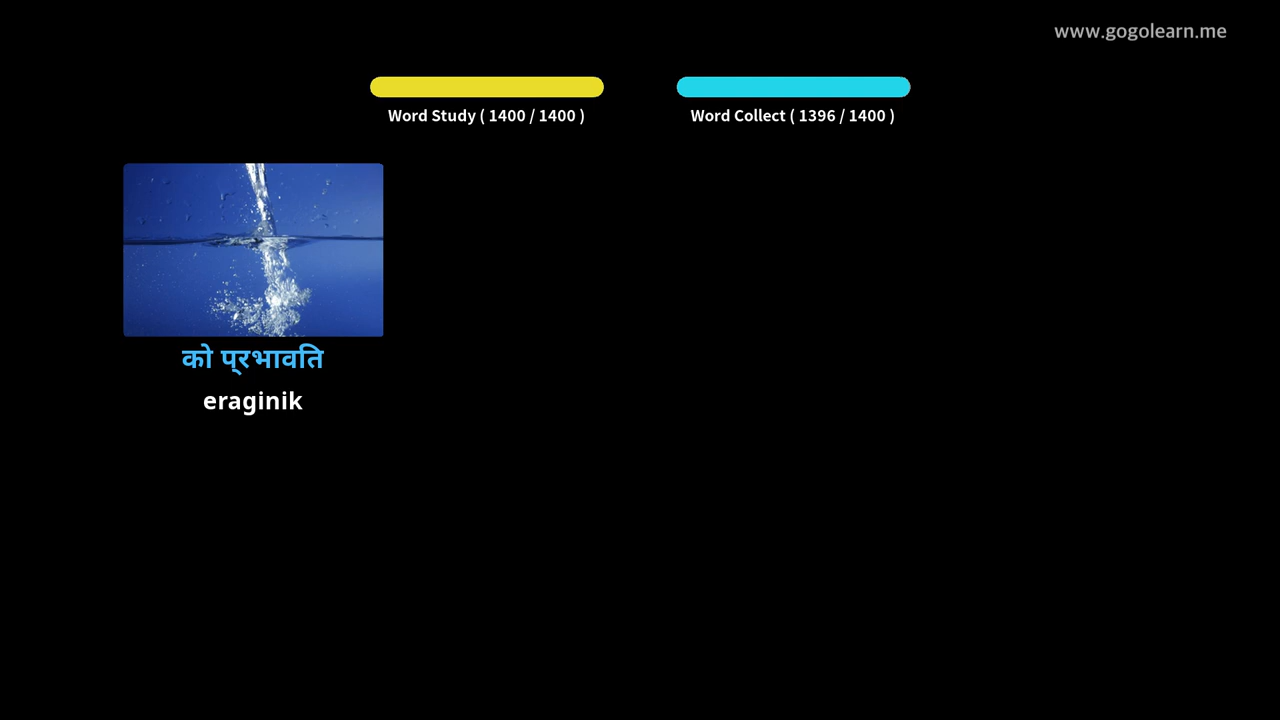 www.gogolearn.me
Word Study ( 1400 / 1400 )
Word Collect ( 1396 / 1400 )
को प्रभावति
eraginik